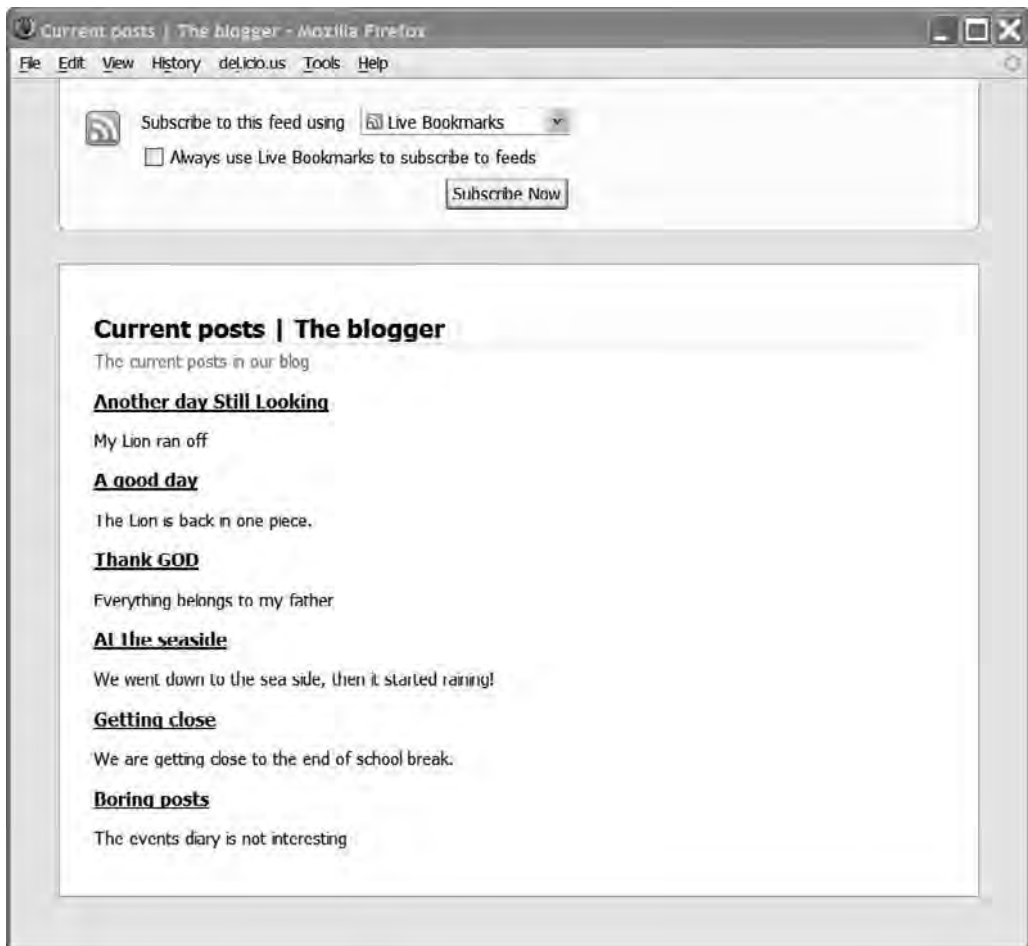 Current posts | The blogger - Mozilla Firefox
File Edit View History del.icio.us Tools Help
Subscribe to this feed using Live Bookmarks
Always use Live Bookmarks to subscribe to feeds
Subscribe Now
Current posts | The blogger
The current posts in our blog
Another day Still Looking
My Lion ran off
A good day
The Lion is back in one piece.
Thank GOD
Everything belongs to my father
At the seaside
We went down to the sea side, then it started raining!
Getting close
We are getting close to the end of school break.
Boring posts
The events diary is not interesting